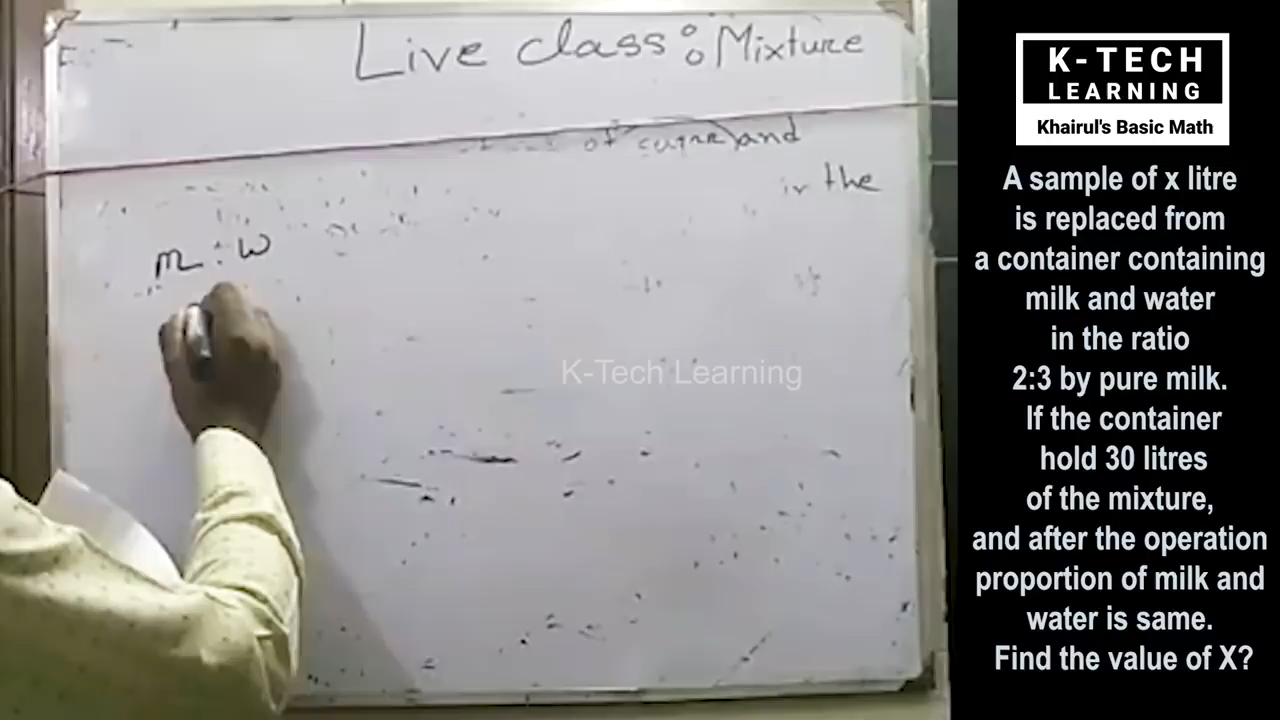 Live class : Mixture
of sugar and
in the
m : w
K-Tech Learning
K-TECH
LEARNING
Khairul's Basic Math
A sample of x litre
is replaced from
a container containing
milk and water
in the ratio
2:3 by pure milk.
If the container
hold 30 litres
of the mixture,
and after the operation
proportion of milk and
water is same.
Find the value of X?